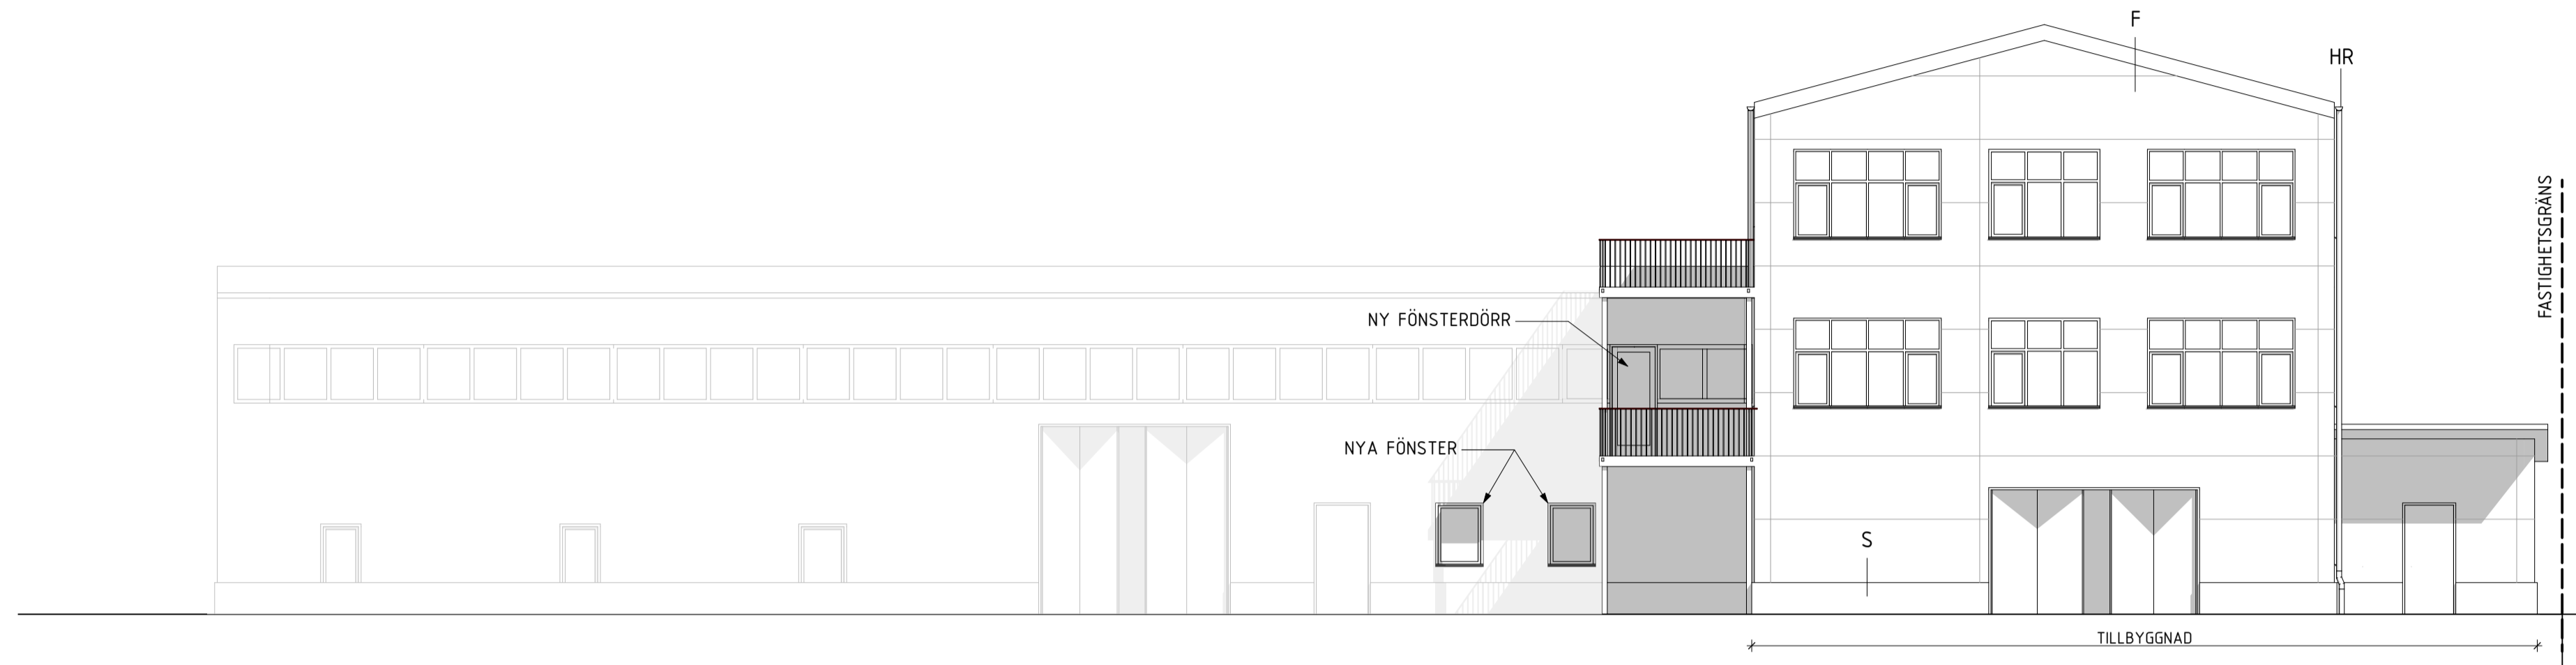 F
HR
FASTIGHETSGRÄNS
NY FÖNSTERDÖRR
NYA FÖNSTER
S
TILLBYGGNAD